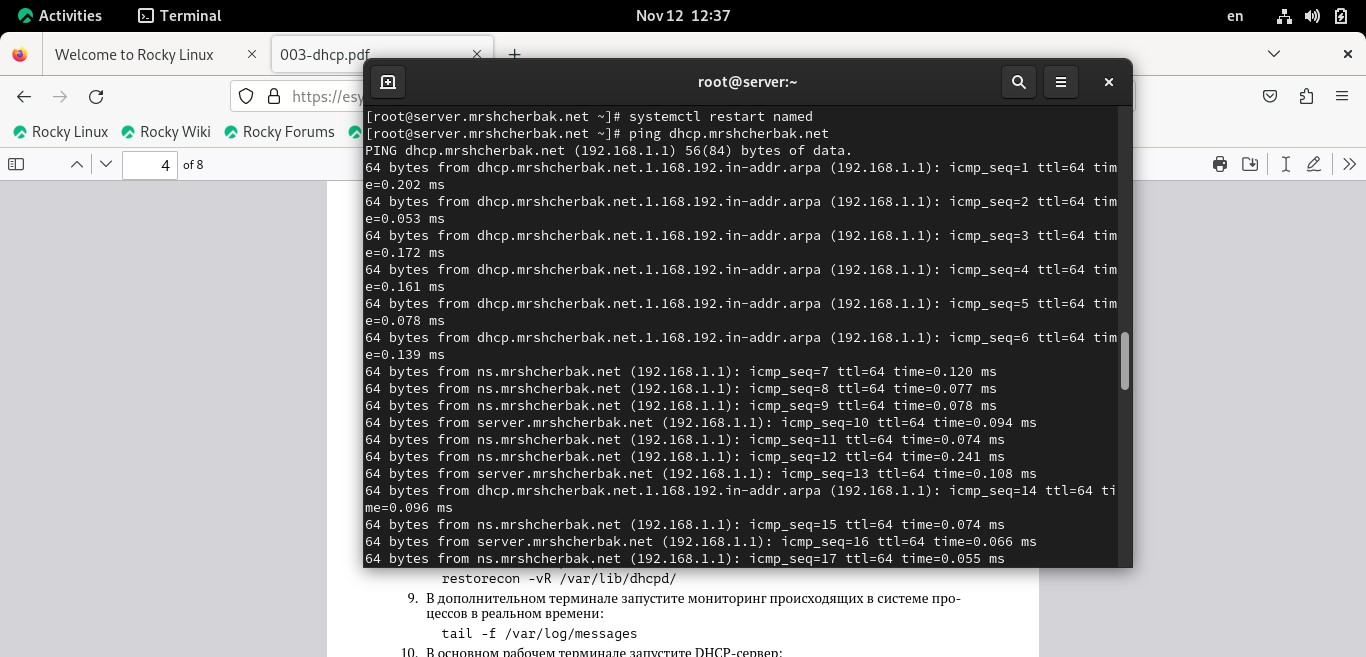 Activities Terminal Nov 12 12:37 en
Welcome to Rocky Linux 003-dhcp.pdf
root@server:~
https://esy
Rocky Linux Rocky Wiki Rocky Forums
4 of 8
[root@server.mrshcherbak.net ~]# systemctl restart named
[root@server.mrshcherbak.net ~]# ping dhcp.mrshcherbak.net
PING dhcp.mrshcherbak.net (192.168.1.1) 56(84) bytes of data.
64 bytes from dhcp.mrshcherbak.net.1.168.192.in-addr.arpa (192.168.1.1): icmp_seq=1 ttl=64 tim
e=0.202 ms
64 bytes from dhcp.mrshcherbak.net.1.168.192.in-addr.arpa (192.168.1.1): icmp_seq=2 ttl=64 tim
e=0.053 ms
64 bytes from dhcp.mrshcherbak.net.1.168.192.in-addr.arpa (192.168.1.1): icmp_seq=3 ttl=64 tim
e=0.172 ms
64 bytes from dhcp.mrshcherbak.net.1.168.192.in-addr.arpa (192.168.1.1): icmp_seq=4 ttl=64 tim
e=0.161 ms
64 bytes from dhcp.mrshcherbak.net.1.168.192.in-addr.arpa (192.168.1.1): icmp_seq=5 ttl=64 tim
e=0.078 ms
64 bytes from dhcp.mrshcherbak.net.1.168.192.in-addr.arpa (192.168.1.1): icmp_seq=6 ttl=64 tim
e=0.139 ms
64 bytes from ns.mrshcherbak.net (192.168.1.1): icmp_seq=7 ttl=64 time=0.120 ms
64 bytes from ns.mrshcherbak.net (192.168.1.1): icmp_seq=8 ttl=64 time=0.077 ms
64 bytes from ns.mrshcherbak.net (192.168.1.1): icmp_seq=9 ttl=64 time=0.078 ms
64 bytes from server.mrshcherbak.net (192.168.1.1): icmp_seq=10 ttl=64 time=0.094 ms
64 bytes from ns.mrshcherbak.net (192.168.1.1): icmp_seq=11 ttl=64 time=0.074 ms
64 bytes from ns.mrshcherbak.net (192.168.1.1): icmp_seq=12 ttl=64 time=0.241 ms
64 bytes from server.mrshcherbak.net (192.168.1.1): icmp_seq=13 ttl=64 time=0.108 ms
64 bytes from dhcp.mrshcherbak.net.1.168.192.in-addr.arpa (192.168.1.1): icmp_seq=14 ttl=64 ti
me=0.096 ms
64 bytes from ns.mrshcherbak.net (192.168.1.1): icmp_seq=15 ttl=64 time=0.074 ms
64 bytes from server.mrshcherbak.net (192.168.1.1): icmp_seq=16 ttl=64 time=0.066 ms
64 bytes from ns.mrshcherbak.net (192.168.1.1): icmp_seq=17 ttl=64 time=0.055 ms
restorecon -vR /var/lib/dhcpd/
9. В дополнительном терминале запустите мониторинг происходящих в системе про-
цессов в реальном времени:
tail -f /var/log/messages
10. В основном рабочем терминале запустите DHCP-сервер: